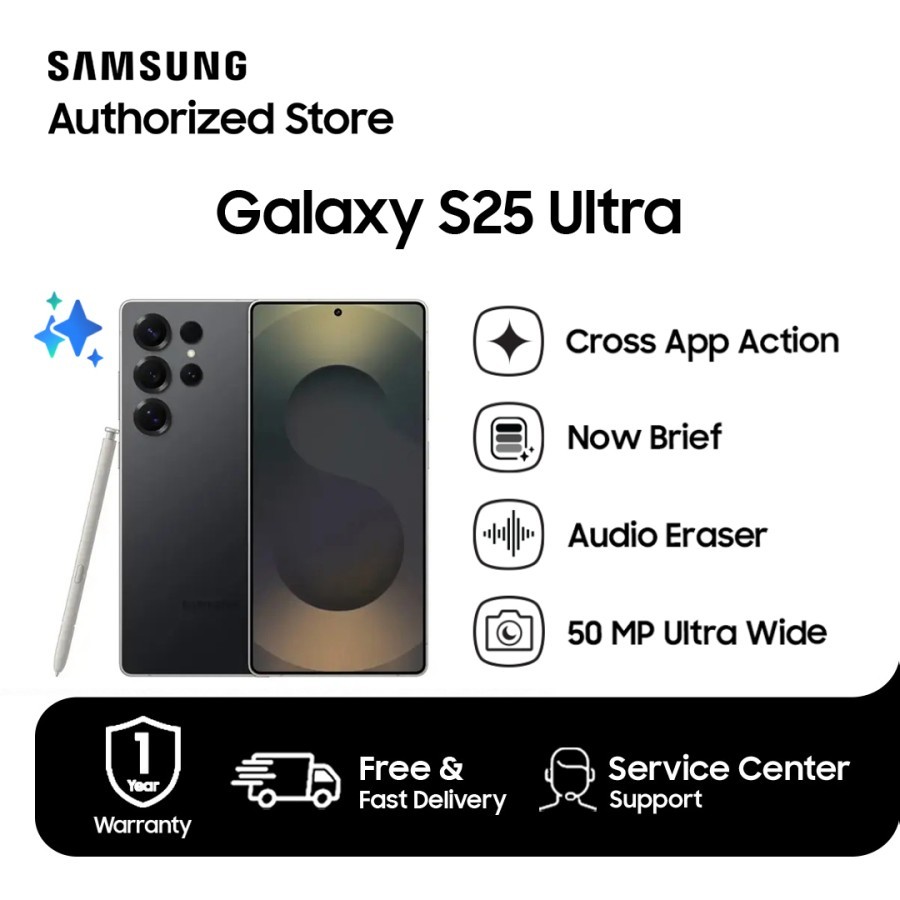 SAMSUNG
Authorized Store
Galaxy S25 Ultra
Cross App Action
Now Brief
Audio Eraser
50 MP Ultra Wide
1
Year
Warranty
Free &
Fast Delivery
Service Center
Support